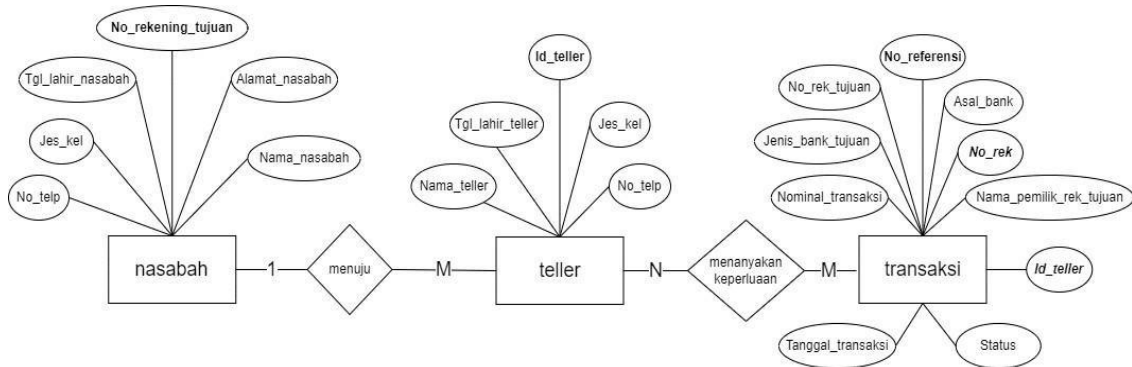 No_rekening_tujuan
Tgl_lahir_nasabah
Alamat_nasabah
Jes_kel
Nama_nasabah
No_telp
nasabah
1
menuju
M
Id_teller
Tgl_lahir_teller
Jes_kel
Nama_teller
No_telp
teller
N
menanyakan
keperluaan
M
No_referensi
No_rek_tujuan
Asal_bank
Jenis_bank_tujuan
No_rek
Nominal_transaksi
Nama_pemilik_rek_tujuan
transaksi
Id_teller
Tanggal_transaksi
Status